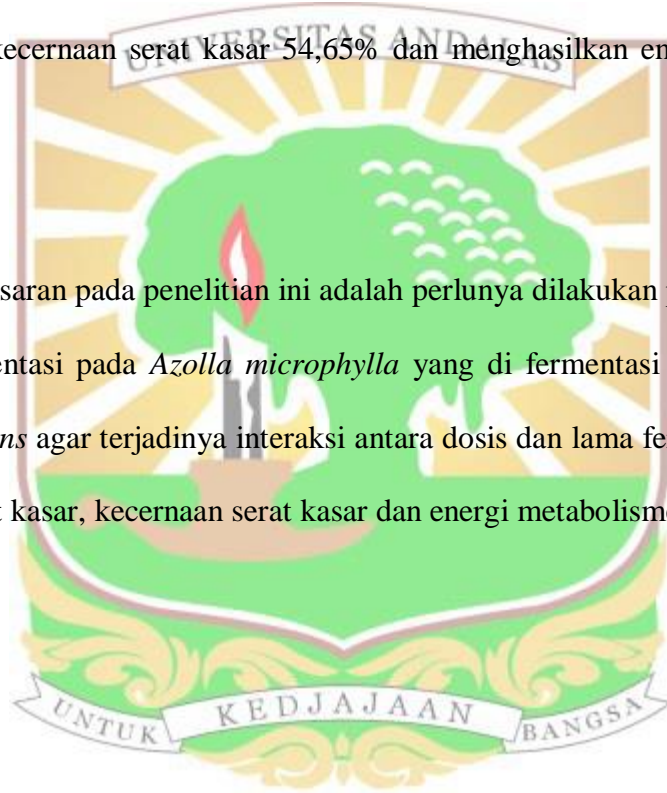 UNIVERSITAS ANDALAS
kecernaan serat kasar 54,65% dan menghasilkan en
saran pada penelitian ini adalah perlunya dilakukan p
entasi pada Azolla microphylla yang di fermentasi
ns agar terjadinya interaksi antara dosis dan lama fe
t kasar, kecernaan serat kasar dan energi metabolisme
UNTUK KEDJAJAAN BANGSA